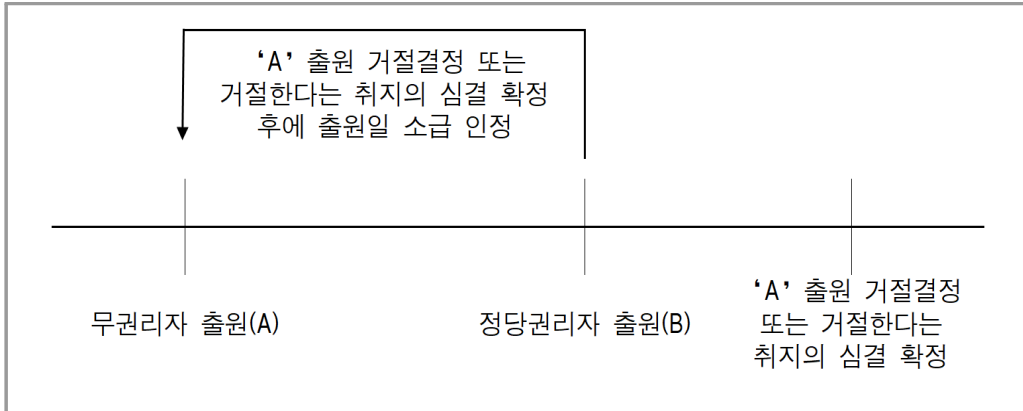 ‘A’ 출원 거절결정 또는
거절한다는 취지의 심결 확정
후에 출원일 소급 인정
무권리자 출원(A)
정당권리자 출원(B)
‘A’ 출원 거절결정
또는 거절한다는
취지의 심결 확정